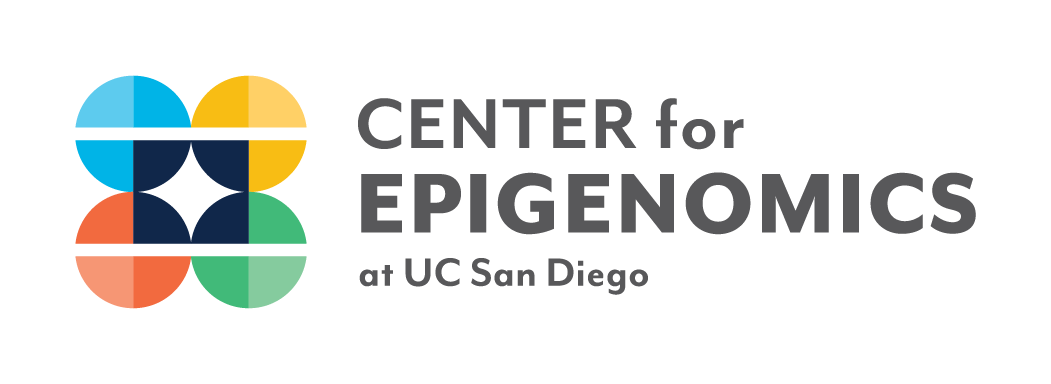 CENTER for
EPIGENOMICS
at UC San Diego